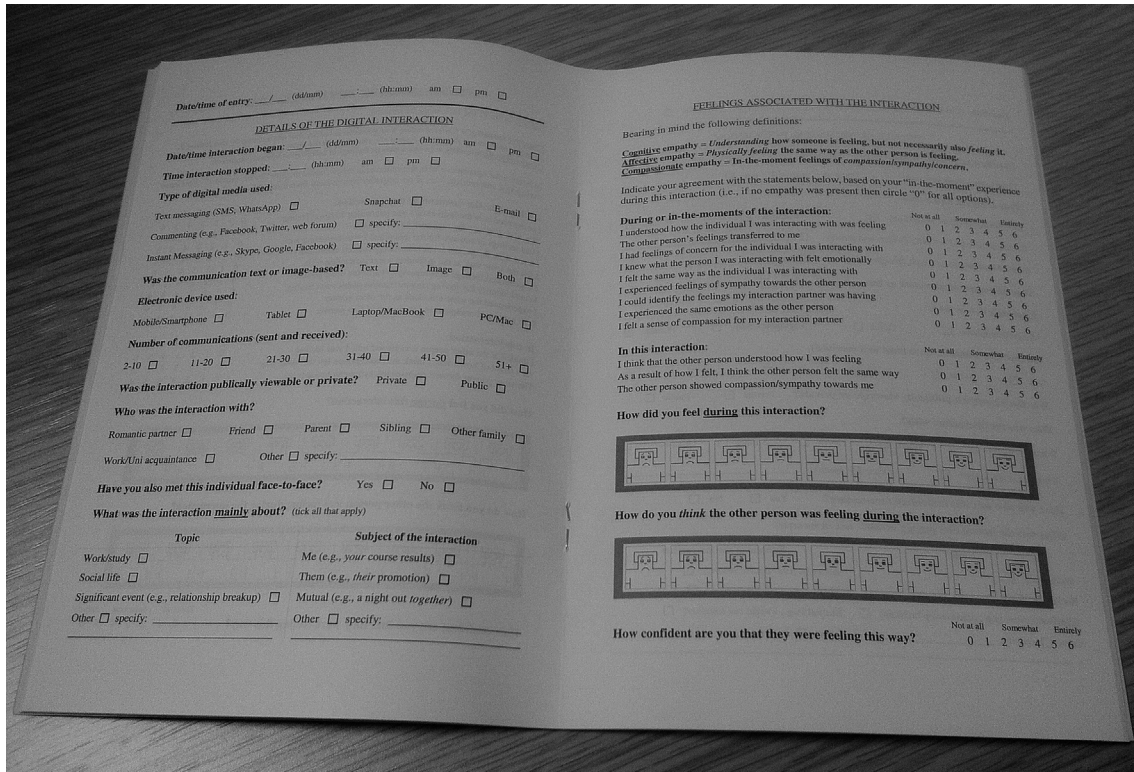 Date/time of entry: __/__ (dd/mm) __:__ (hh:mm) am ☐ pm ☐
DETAILS OF THE DIGITAL INTERACTION
Date/time interaction began: __/__ (dd/mm) __:__ (hh:mm) am ☐ pm ☐
Time interaction stopped: __:__ (hh:mm) am ☐ pm ☐
Type of digital media used:
Text messaging (SMS, WhatsApp) ☐ Snapchat ☐ E-mail ☐
Commenting (e.g., Facebook, Twitter, web forum) ☐ specify:
Instant Messaging (e.g., Skype, Google, Facebook) ☐ specify:
Was the communication text or image-based? Text ☐ Image ☐ Both ☐
Electronic device used:
Mobile/Smartphone ☐ Tablet ☐ Laptop/MacBook ☐ PC/Mac ☐
Number of communications (sent and received):
2-10 ☐ 11-20 ☐ 21-30 ☐ 31-40 ☐ 41-50 ☐ 51+ ☐
Was the interaction publically viewable or private? Private ☐ Public ☐
Who was the interaction with?
Romantic partner ☐ Friend ☐ Parent ☐ Sibling ☐ Other family ☐
Work/Uni acquaintance ☐ Other ☐ specify:
Have you also met this individual face-to-face? Yes ☐ No ☐
What was the interaction mainly about? (tick all that apply)
Topic Subject of the interaction
Work/study ☐ Me (e.g., your course results) ☐
Social life ☐ Them (e.g., their promotion) ☐
Significant event (e.g., relationship breakup) ☐ Mutual (e.g., a night out together) ☐
Other ☐ specify: Other ☐ specify:
FEELINGS ASSOCIATED WITH THE INTERACTION
Bearing in mind the following definitions:
Cognitive empathy = Understanding how someone is feeling, but not necessarily also feeling it.
Affective empathy = Physically feeling the same way as the other person is feeling.
Compassionate empathy = In-the-moment feelings of compassion/sympathy/concern.
Indicate your agreement with the statements below, based on your "in-the-moment" experience
during this interaction (i.e., if no empathy was present then circle "0" for all options).
During or in-the-moments of the interaction: Not at all Somewhat Entirely
I understood how the individual I was interacting with was feeling 0 1 2 3 4 5 6
The other person's feelings transferred to me 0 1 2 3 4 5 6
I had feelings of concern for the individual I was interacting with 0 1 2 3 4 5 6
I knew what the person I was interacting with felt emotionally 0 1 2 3 4 5 6
I felt the same way as the individual I was interacting with 0 1 2 3 4 5 6
I experienced feelings of sympathy towards the other person 0 1 2 3 4 5 6
I could identify the feelings my interaction partner was having 0 1 2 3 4 5 6
I experienced the same emotions as the other person 0 1 2 3 4 5 6
I felt a sense of compassion for my interaction partner 0 1 2 3 4 5 6
In this interaction: Not at all Somewhat Entirely
I think that the other person understood how I was feeling 0 1 2 3 4 5 6
As a result of how I felt, I think the other person felt the same way 0 1 2 3 4 5 6
The other person showed compassion/sympathy towards me 0 1 2 3 4 5 6
How did you feel during this interaction?
How do you think the other person was feeling during the interaction?
Not at all Somewhat Entirely
How confident are you that they were feeling this way? 0 1 2 3 4 5 6